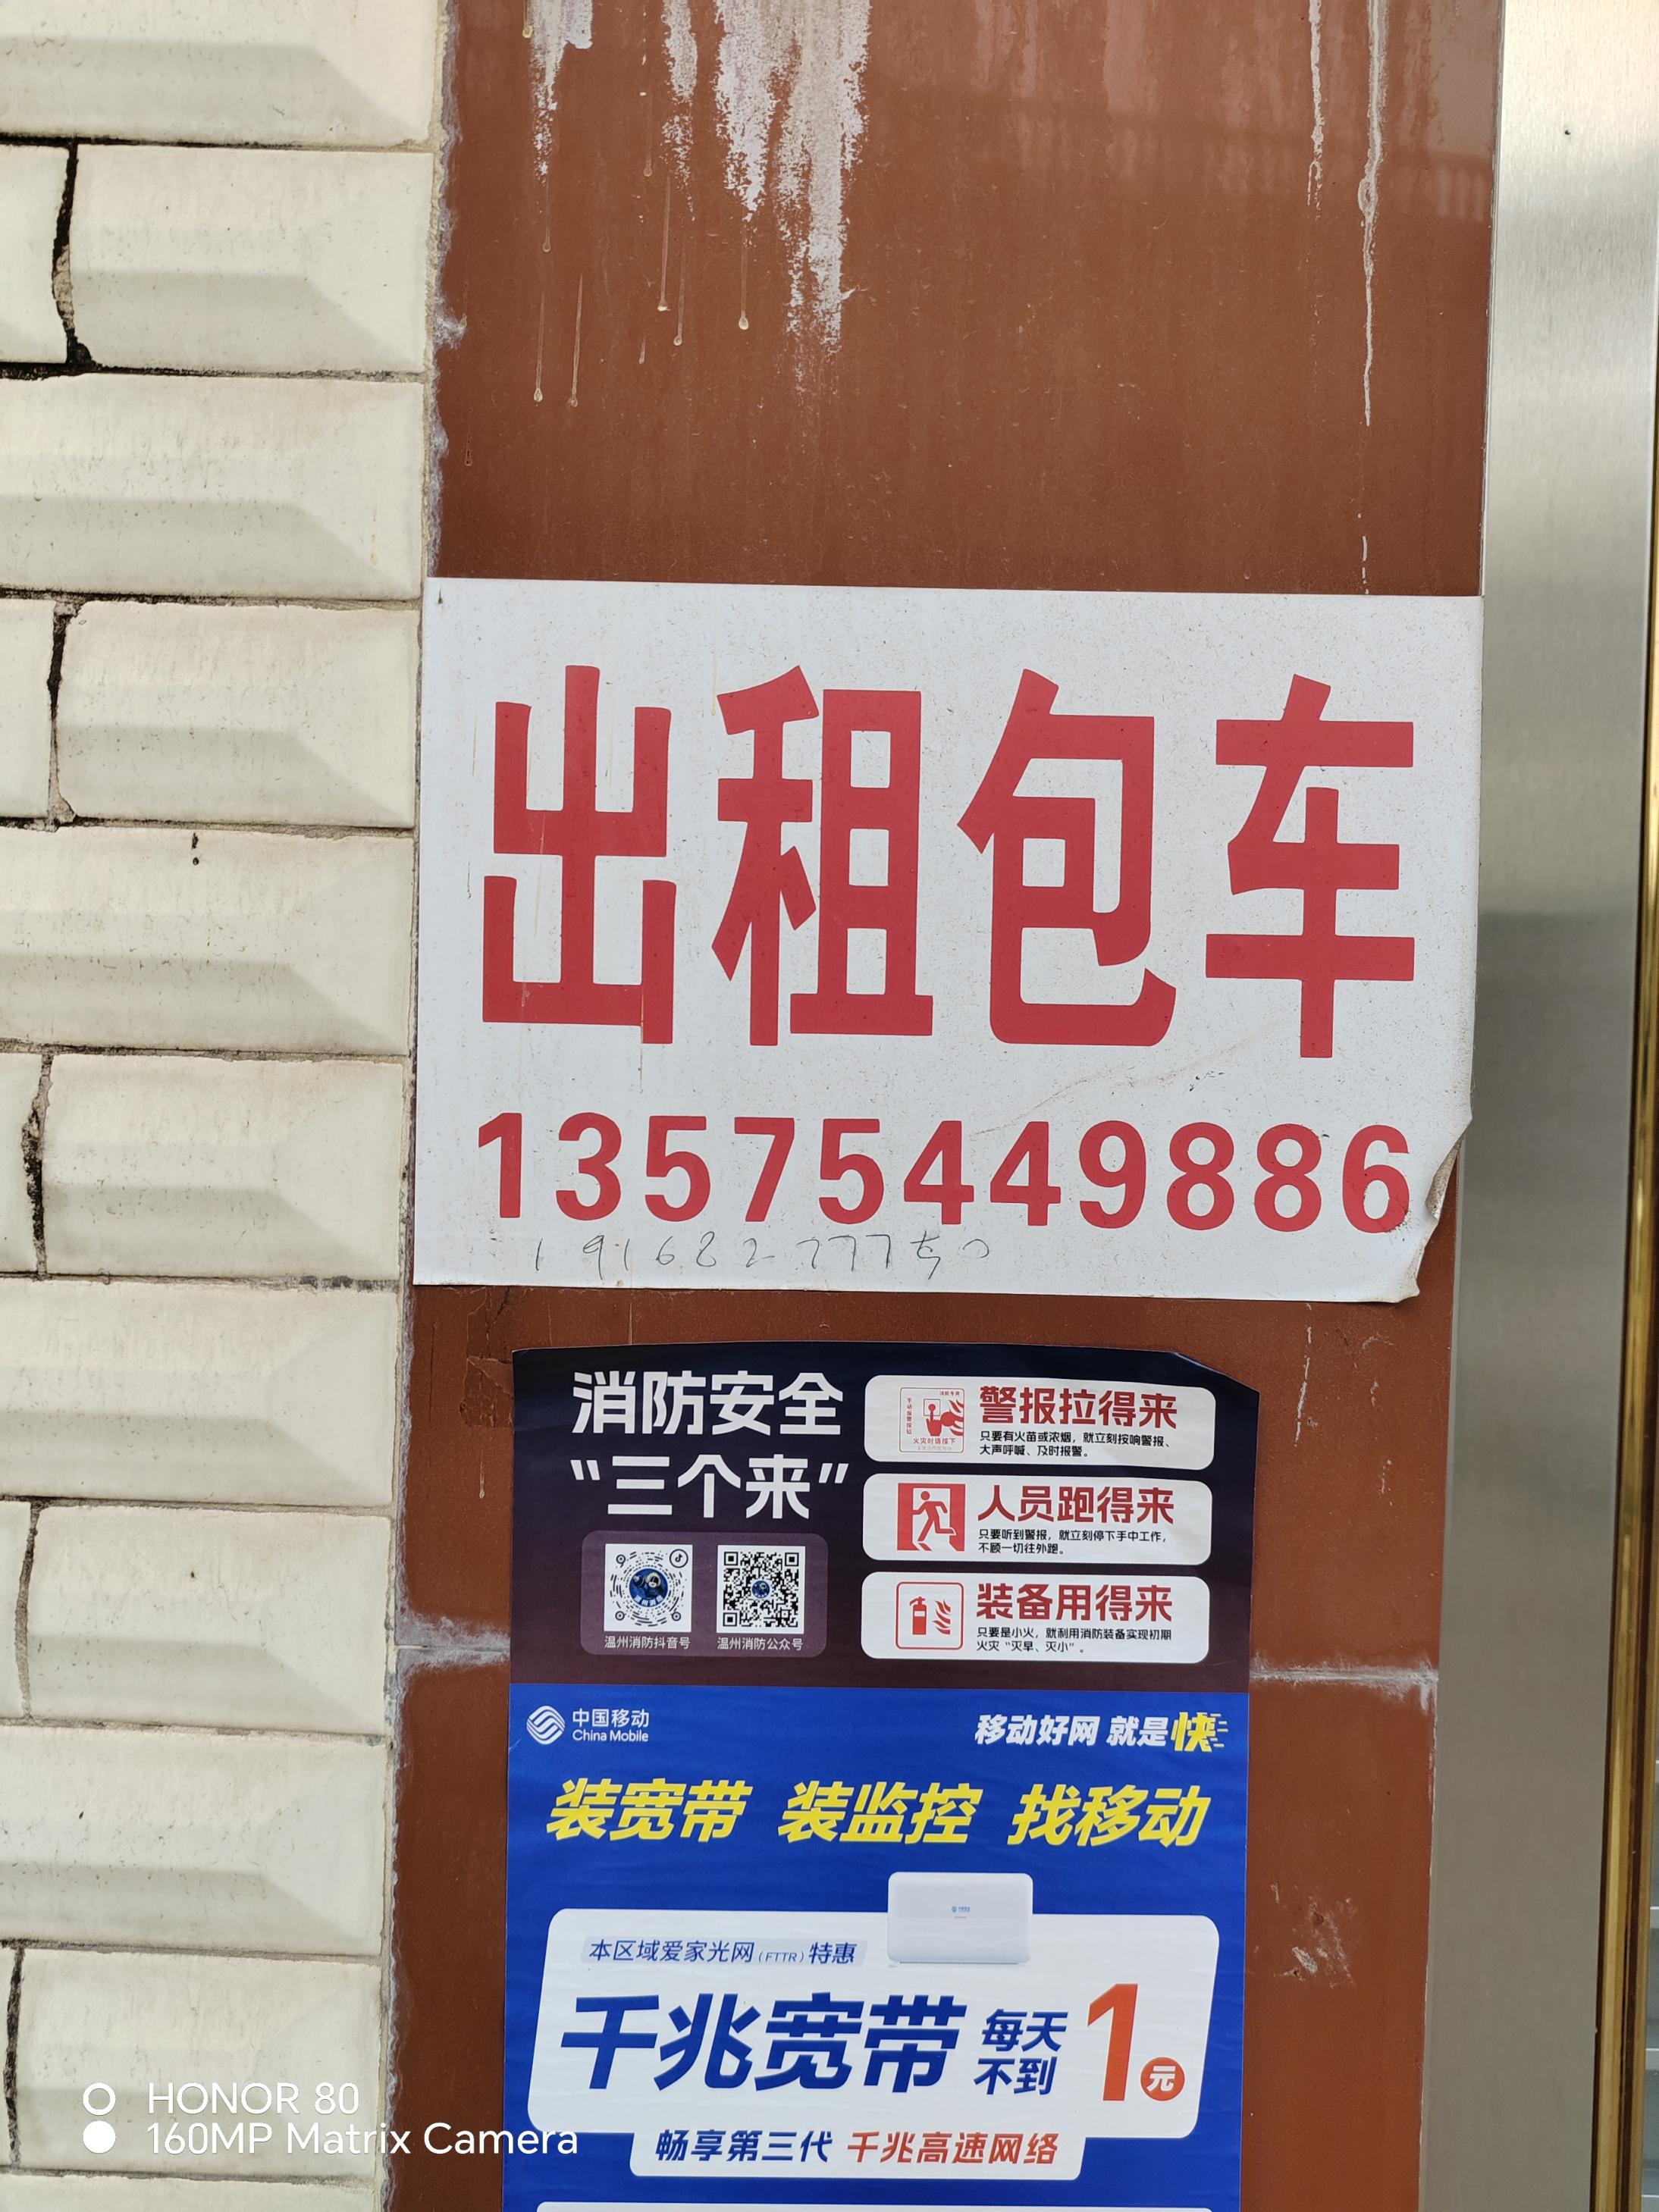 出租包车
13575449886
19168277750
消防安全
“三个来”
温州消防抖音号
温州消防公众号
警报拉得来
只要有火苗或浓烟，就立刻按响警报、
大声呼喊、及时报警。
人员跑得来
只要听到警报，就立刻停下手中工作，
不顾一切往外跑。
装备用得来
只要是小火，就利用消防装备实现初期
火灾“灭早、灭小”。
中国移动
China Mobile
移动好网 就是快
装宽带 装监控 找移动
本区域爱家光网(FTTR)特惠
千兆宽带 每天不到1元
畅享第三代 千兆高速网络
HONOR 80
160MP Matrix Camera